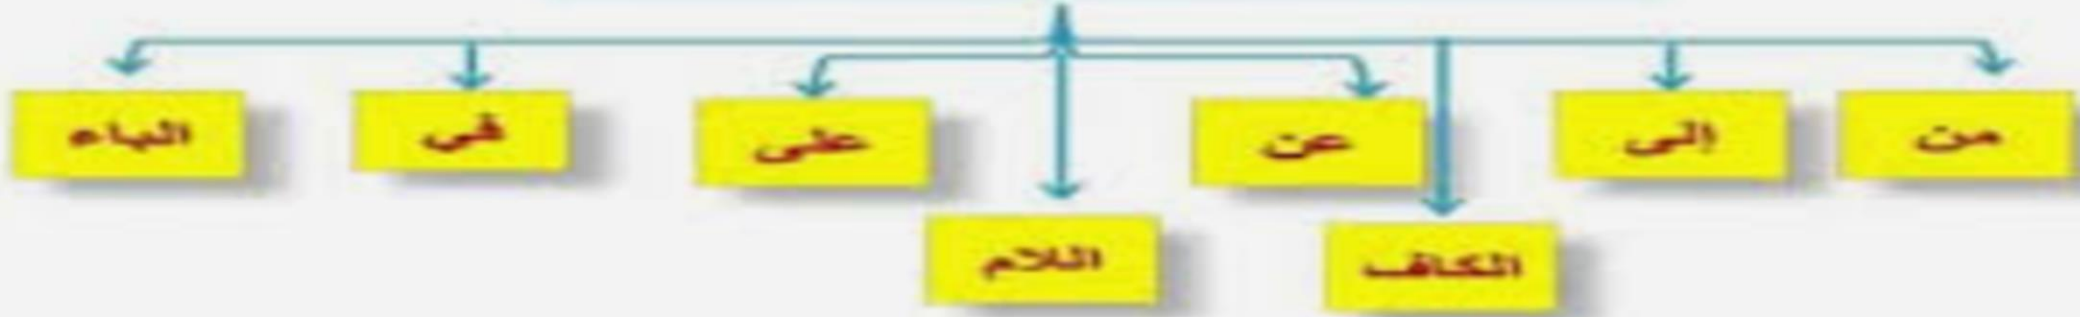 من
إلى
عن
على
في
الباء
الكاف
اللام